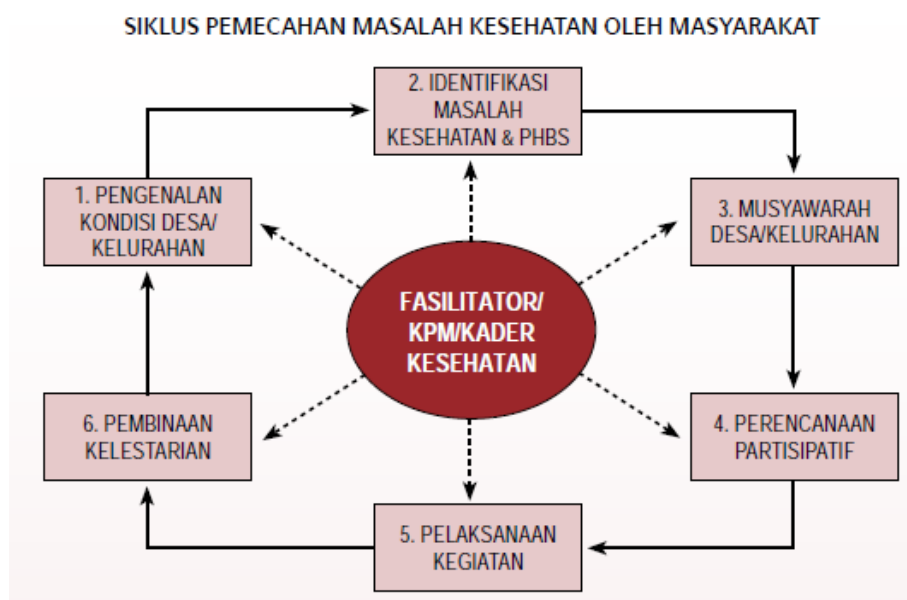 SIKLUS PEMECAHAN MASALAH KESEHATAN OLEH MASYARAKAT
2. IDENTIFIKASI
MASALAH
KESEHATAN & PHBS
1. PENGENALAN
KONDISI DESA/
KELURAHAN
3. MUSYAWARAH
DESA/KELURAHAN
FASILITATOR/
KPM/KADER
KESEHATAN
6. PEMBINAAN
KELESTARIAN
4. PERENCANAAN
PARTISIPATIF
5. PELAKSANAAN
KEGIATAN